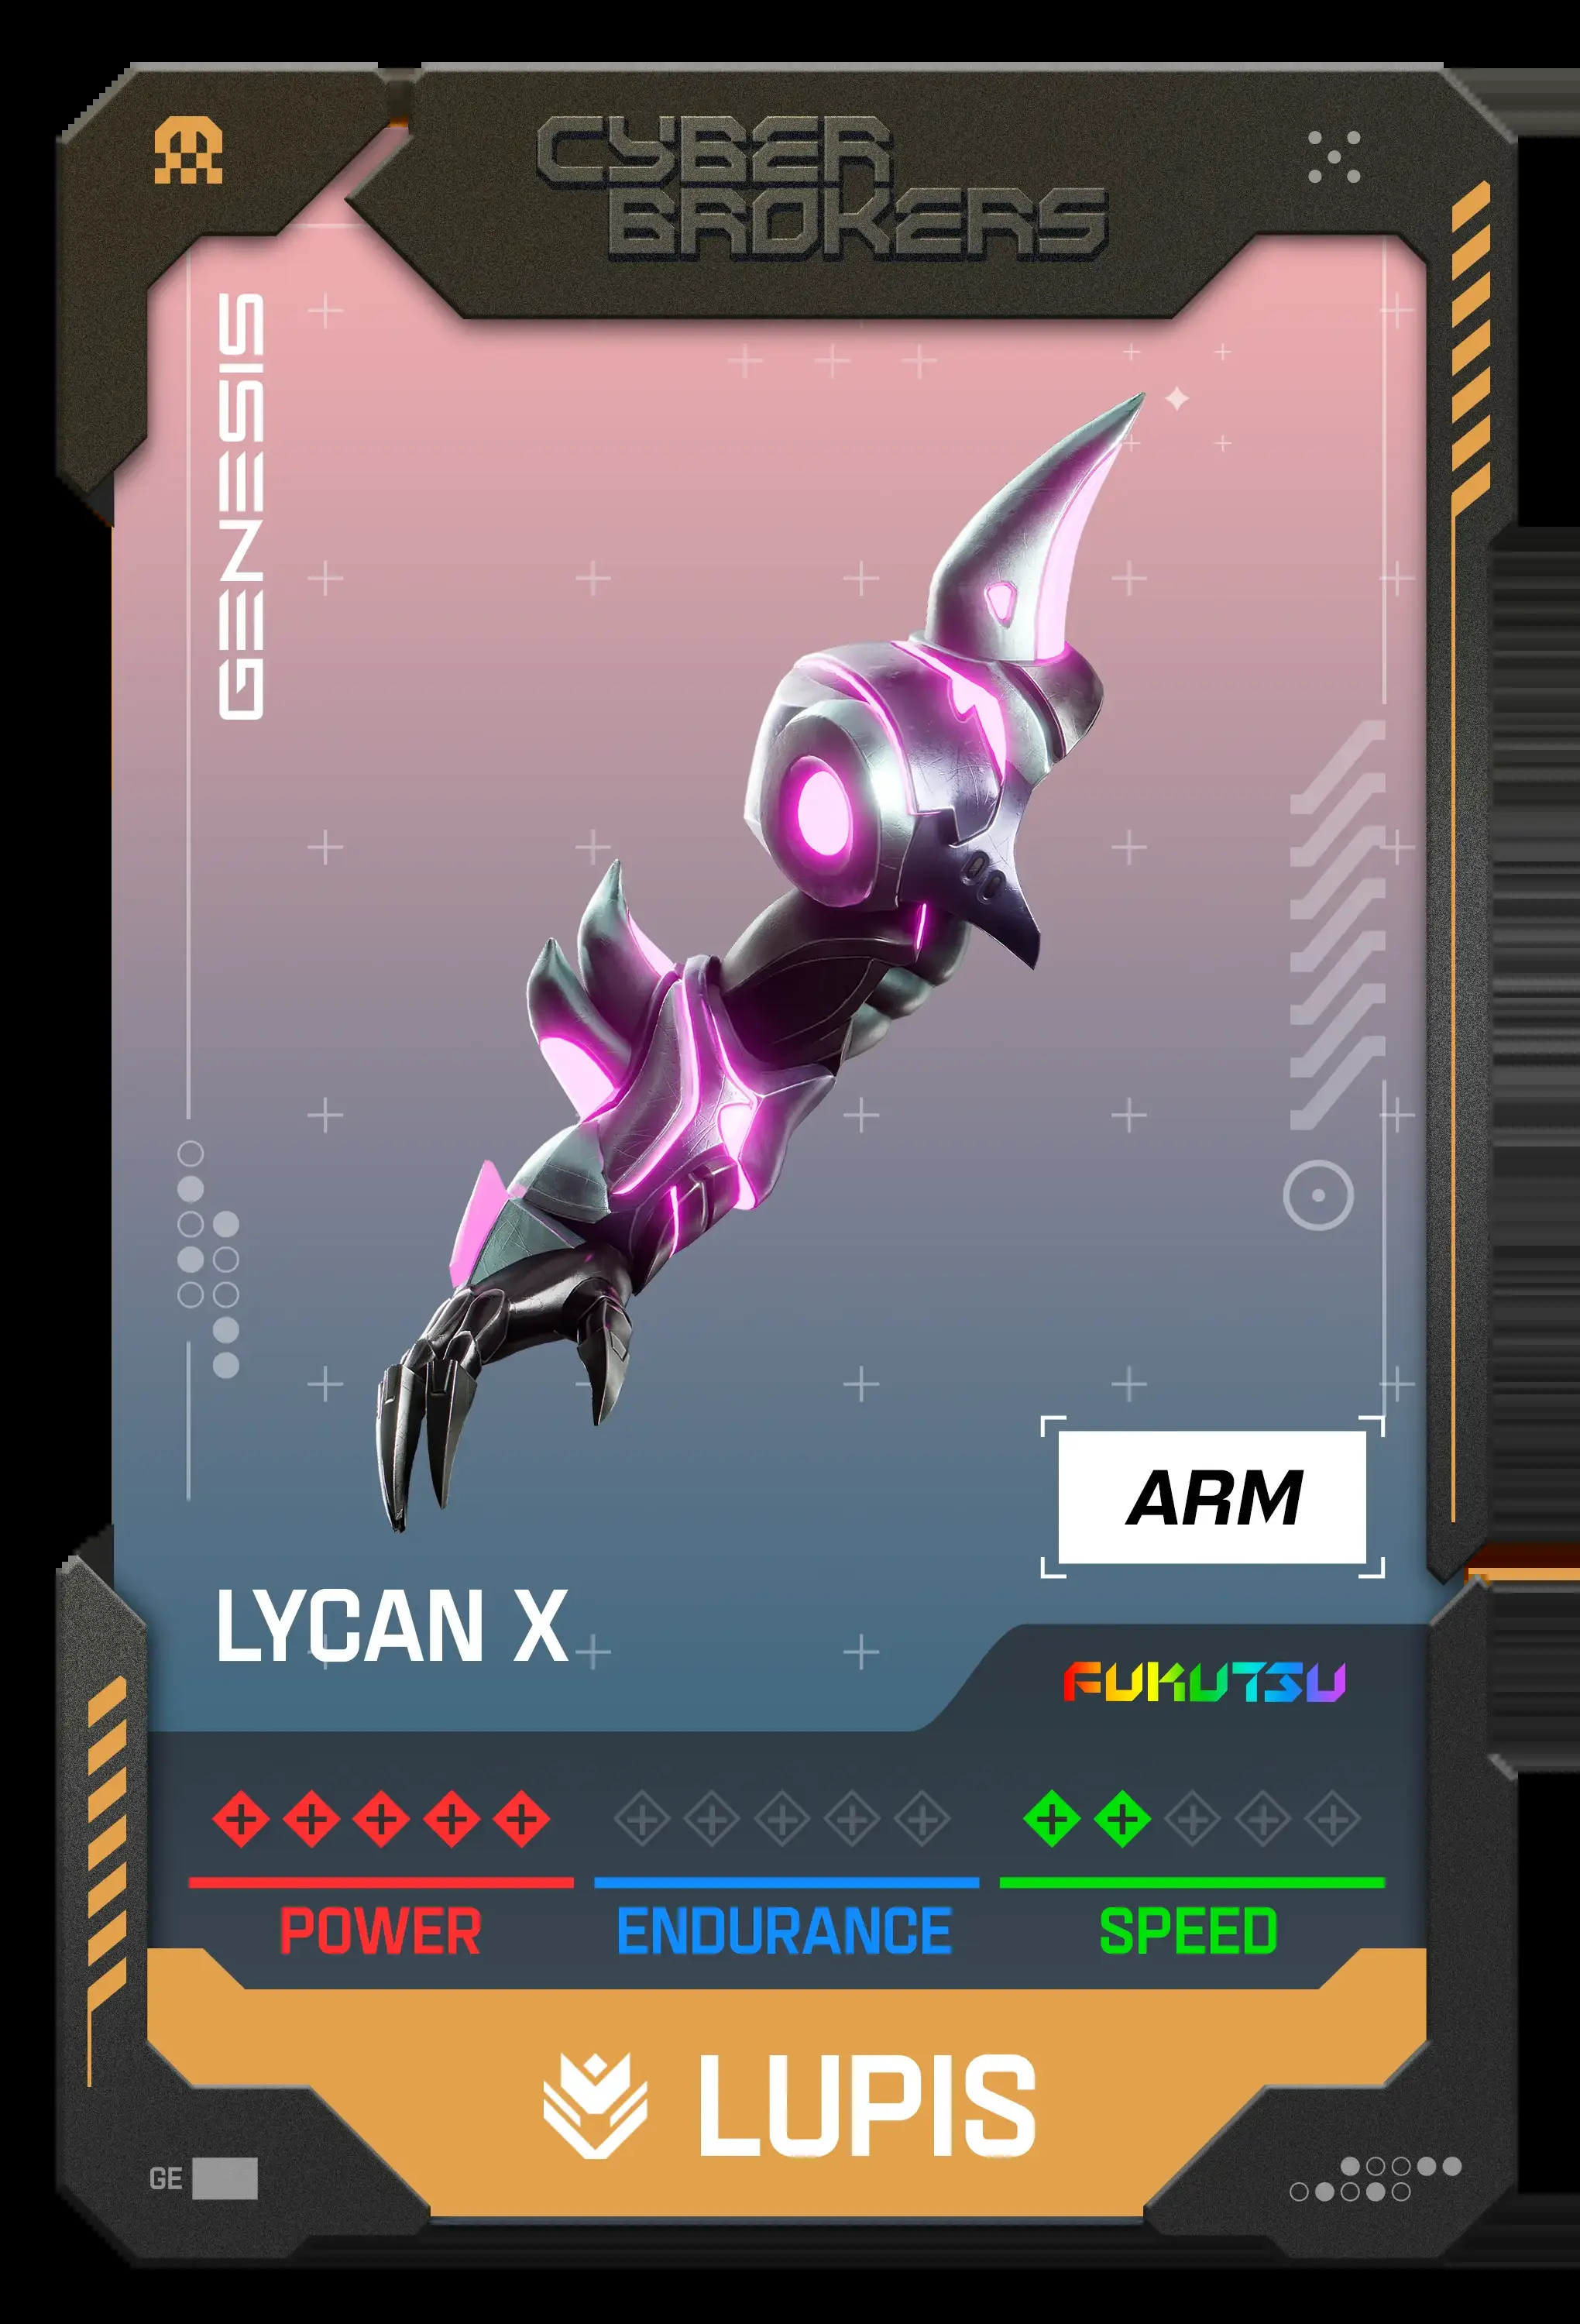 CYBER
BROKERS
GENESIS
ARM
LYCAN X
FUKUTSU
POWER
ENDURANCE
SPEED
LUPIS
GE